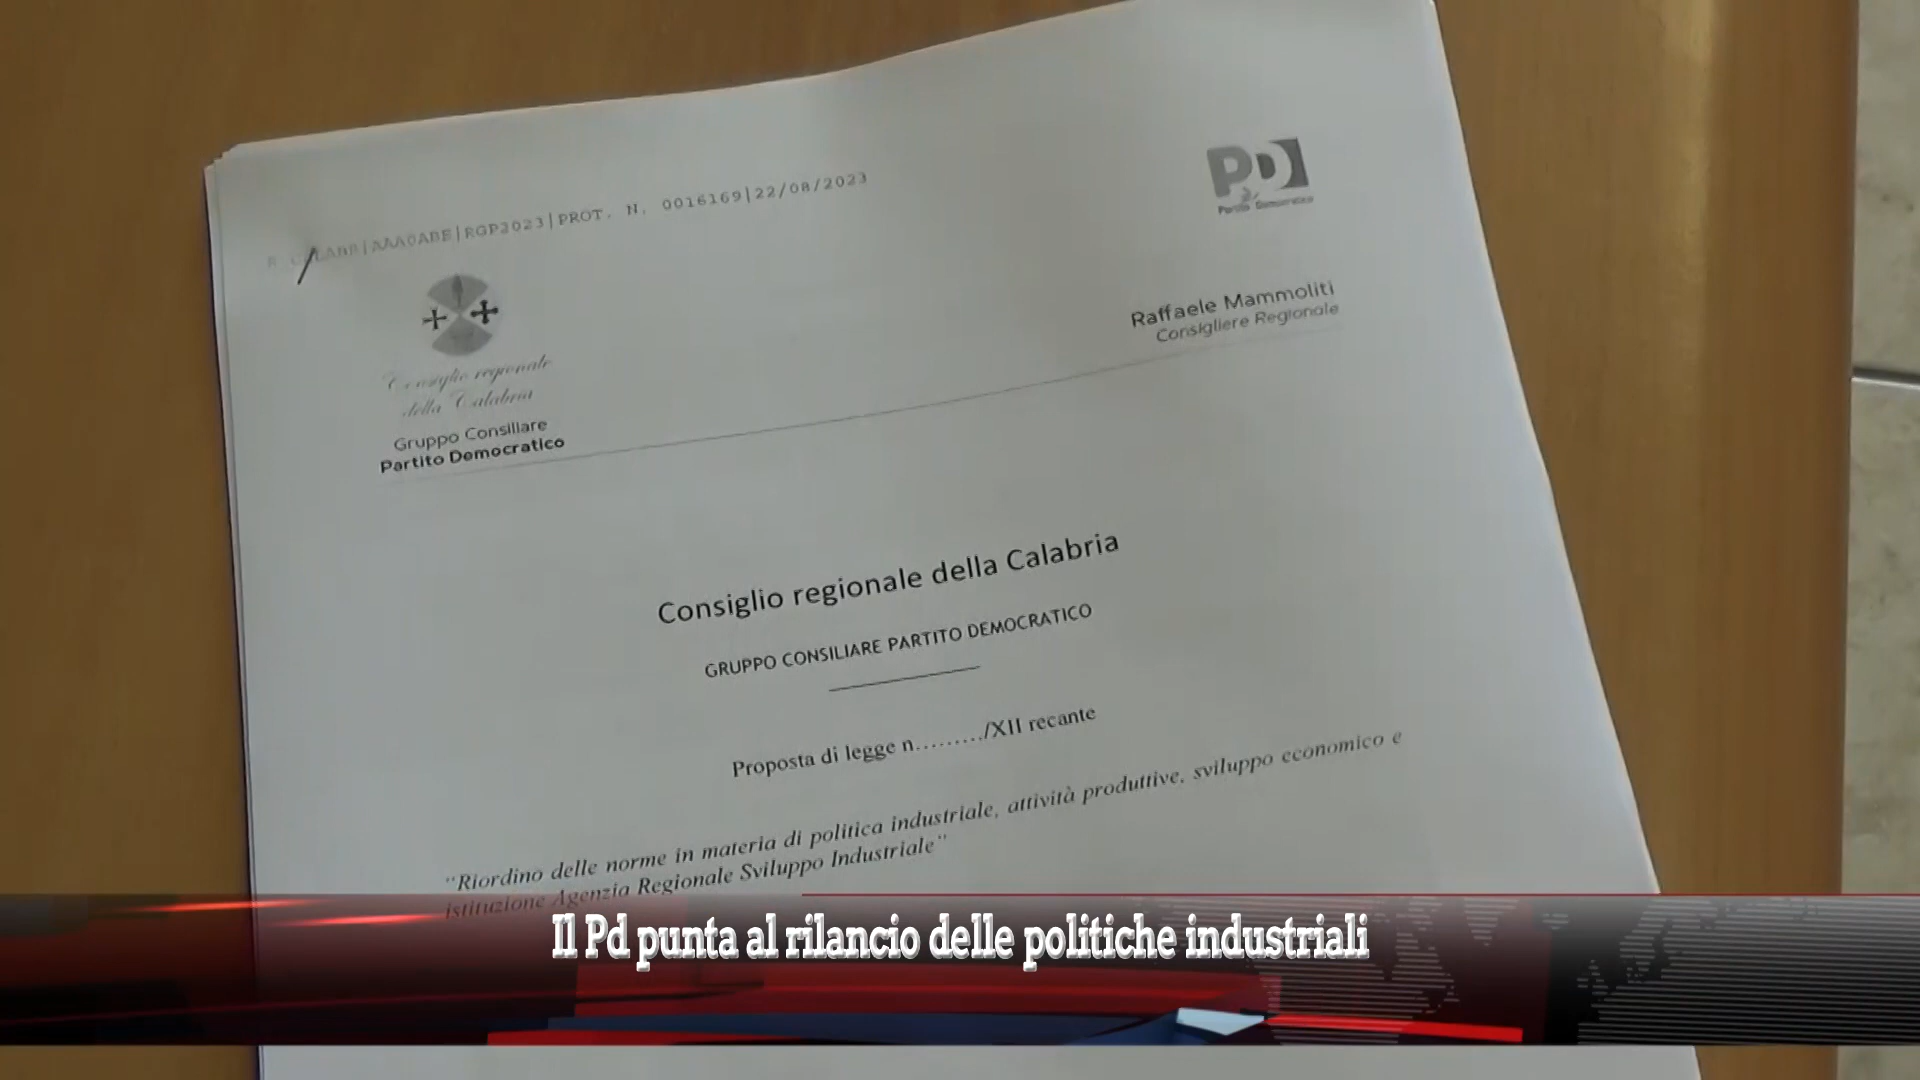 R. CALABR|AAA0ABE|RGP2023|PROT. N. 0016169|22/08/2023
PD
Partito Democratico
Raffaele Mammoliti
Consigliere Regionale
Consiglio regionale
della Calabria
Gruppo Consiliare
Partito Democratico
Consiglio regionale della Calabria
GRUPPO CONSILIARE PARTITO DEMOCRATICO
Proposta di legge n………/XII recante
“Riordino delle norme in materia di politica industriale, attività produttive, sviluppo economico e
istituzione Agenzia Regionale Sviluppo Industriale”
Il Pd punta al rilancio delle politiche industriali